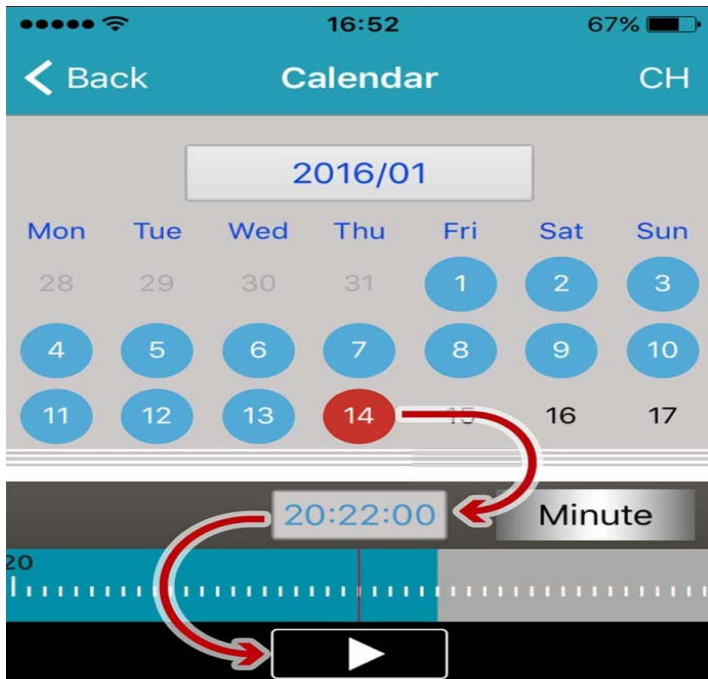 16:52 67%
Back Calendar CH
2016/01
Mon Tue Wed Thu Fri Sat Sun
28 29 30 31 1 2 3
4 5 6 7 8 9 10
11 12 13 14 15 16 17
20:22:00 Minute
20